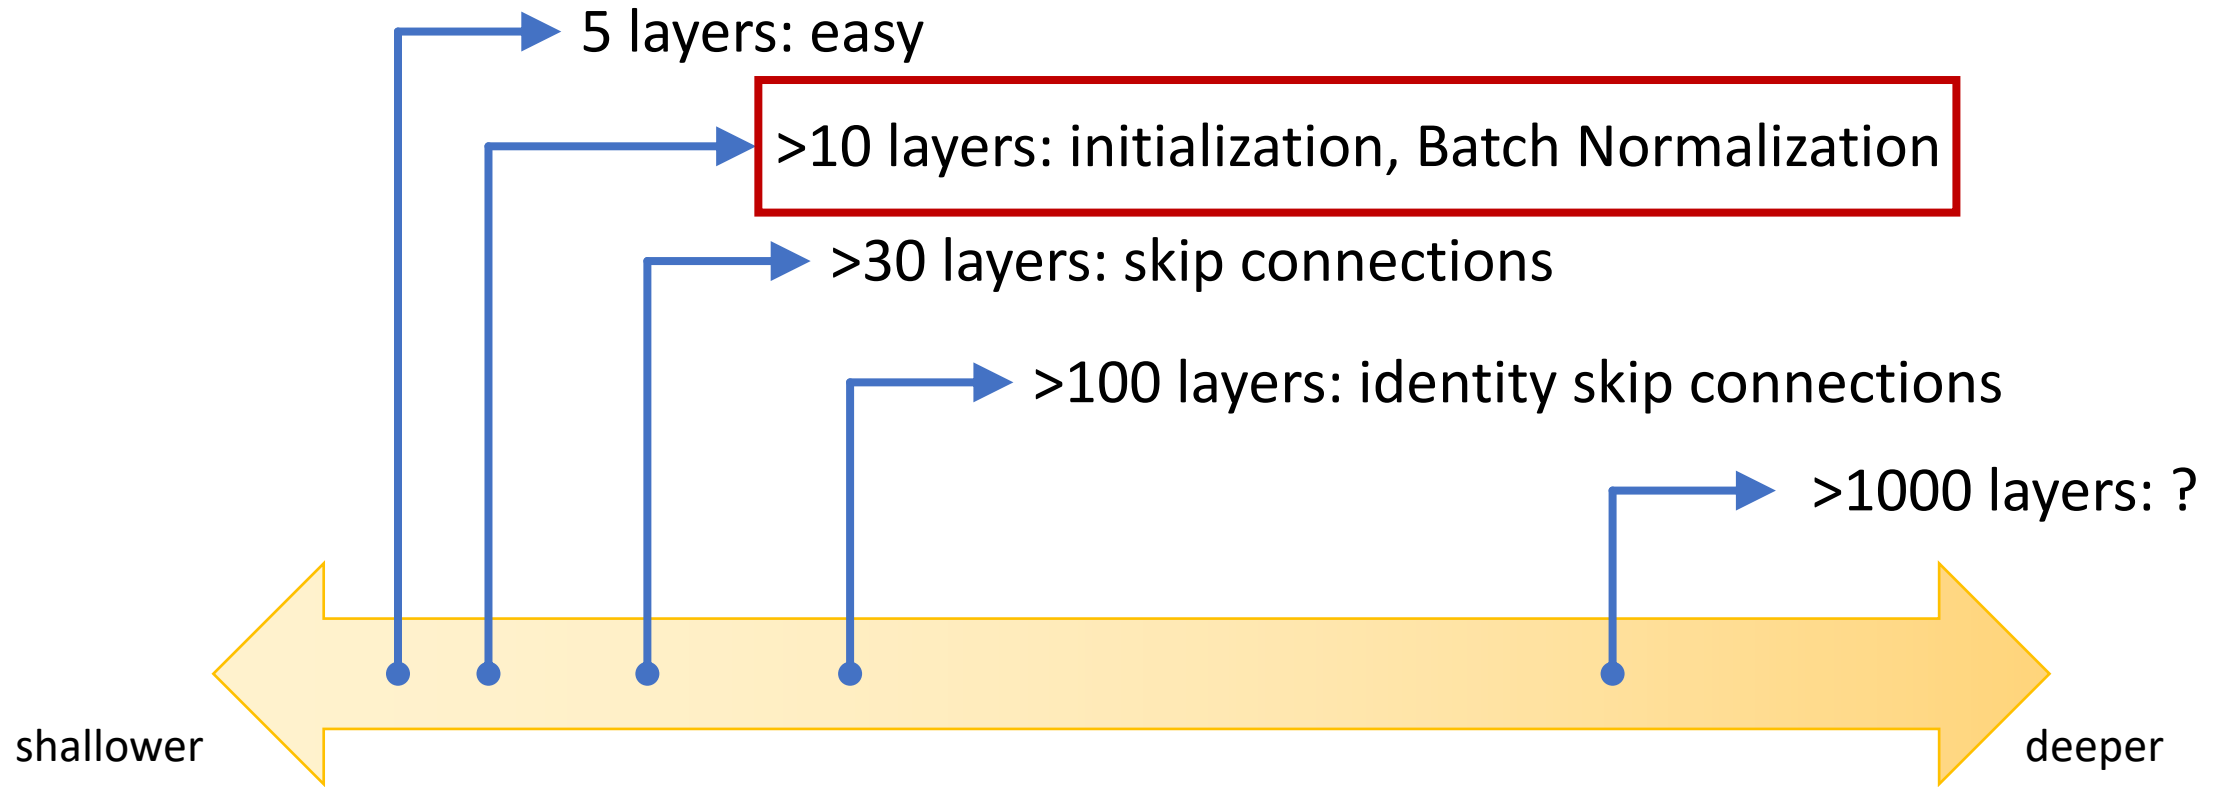 5 layers: easy
>10 layers: initialization, Batch Normalization
>30 layers: skip connections
>100 layers: identity skip connections
>1000 layers: ?
shallower
deeper